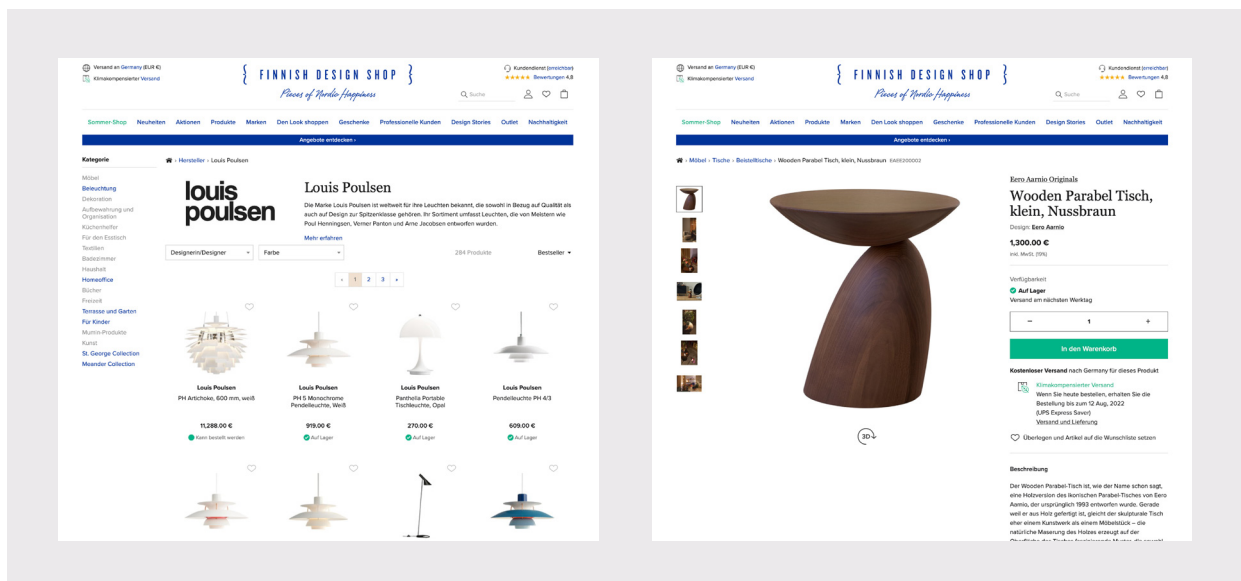 Versand an Germany (EUR €)
Klimakompensierter Versand
{ FINNISH DESIGN SHOP }
Pieces of Nordic Happiness
Kundendienst (erreichbar)
★★★★★ Bewertungen 4,8
Suche
Sommer-Shop Neuheiten Aktionen Produkte Marken Den Look shoppen Geschenke Professionelle Kunden Design Stories Outlet Nachhaltigkeit
Angebote entdecken ›
Kategorie
Möbel
Beleuchtung
Dekoration
Aufbewahrung und
Organisation
Küchenhelfer
Für den Esstisch
Textilien
Badezimmer
Haushalt
Homeoffice
Bücher
Freizeit
Terrasse und Garten
Für Kinder
Mumin-Produkte
Kunst
St. George Collection
Meander Collection
› Hersteller › Louis Poulsen
louis
poulsen
Louis Poulsen
Die Marke Louis Poulsen ist weltweit für ihre Leuchten bekannt, die sowohl in Bezug auf Qualität als
auch auf Design zur Spitzenklasse gehören. Ihr Sortiment umfasst Leuchten, die von Meistern wie
Poul Henningsen, Verner Panton und Arne Jacobsen entworfen wurden.
Mehr erfahren
Designerin/Designer Farbe 284 Produkte Bestseller
« 1 2 3 »
Louis Poulsen
PH Artichoke, 600 mm, weiß
11,288.00 €
Kann bestellt werden
Louis Poulsen
PH 5 Monochrome
Pendelleuchte, Weiß
919.00 €
Auf Lager
Louis Poulsen
Panthella Portable
Tischleuchte, Opal
270.00 €
Auf Lager
Louis Poulsen
Pendelleuchte PH 4/3
609.00 €
Auf Lager
Versand an Germany (EUR €)
Klimakompensierter Versand
{ FINNISH DESIGN SHOP }
Pieces of Nordic Happiness
Kundendienst (erreichbar)
★★★★★ Bewertungen 4,8
Suche
Sommer-Shop Neuheiten Aktionen Produkte Marken Den Look shoppen Geschenke Professionelle Kunden Design Stories Outlet Nachhaltigkeit
Angebote entdecken ›
› Möbel › Tische › Beistelltische › Wooden Parabel Tisch, klein, Nussbraun EAEE200002
3D
Eero Aarnio Originals
Wooden Parabel Tisch,
klein, Nussbraun
Design: Eero Aarnio
1,300.00 €
inkl. MwSt. (19%)
Verfügbarkeit
Auf Lager
Versand am nächsten Werktag
− 1 +
In den Warenkorb
Kostenloser Versand nach Germany für dieses Produkt
Klimakompensierter Versand
Wenn Sie heute bestellen, erhalten Sie die
Bestellung bis zum 12 Aug, 2022
(UPS Express Saver)
Versand und Lieferung
Überlegen und Artikel auf die Wunschliste setzen
Beschreibung
Der Wooden Parabel-Tisch ist, wie der Name schon sagt,
eine Holzversion des ikonischen Parabel-Tisches von Eero
Aarnio, der ursprünglich 1993 entworfen wurde. Gerade
weil er aus Holz gefertigt ist, gleicht der skulpturale Tisch
eher einem Kunstwerk als einem Möbelstück – die
natürliche Maserung des Holzes erzeugt auf der